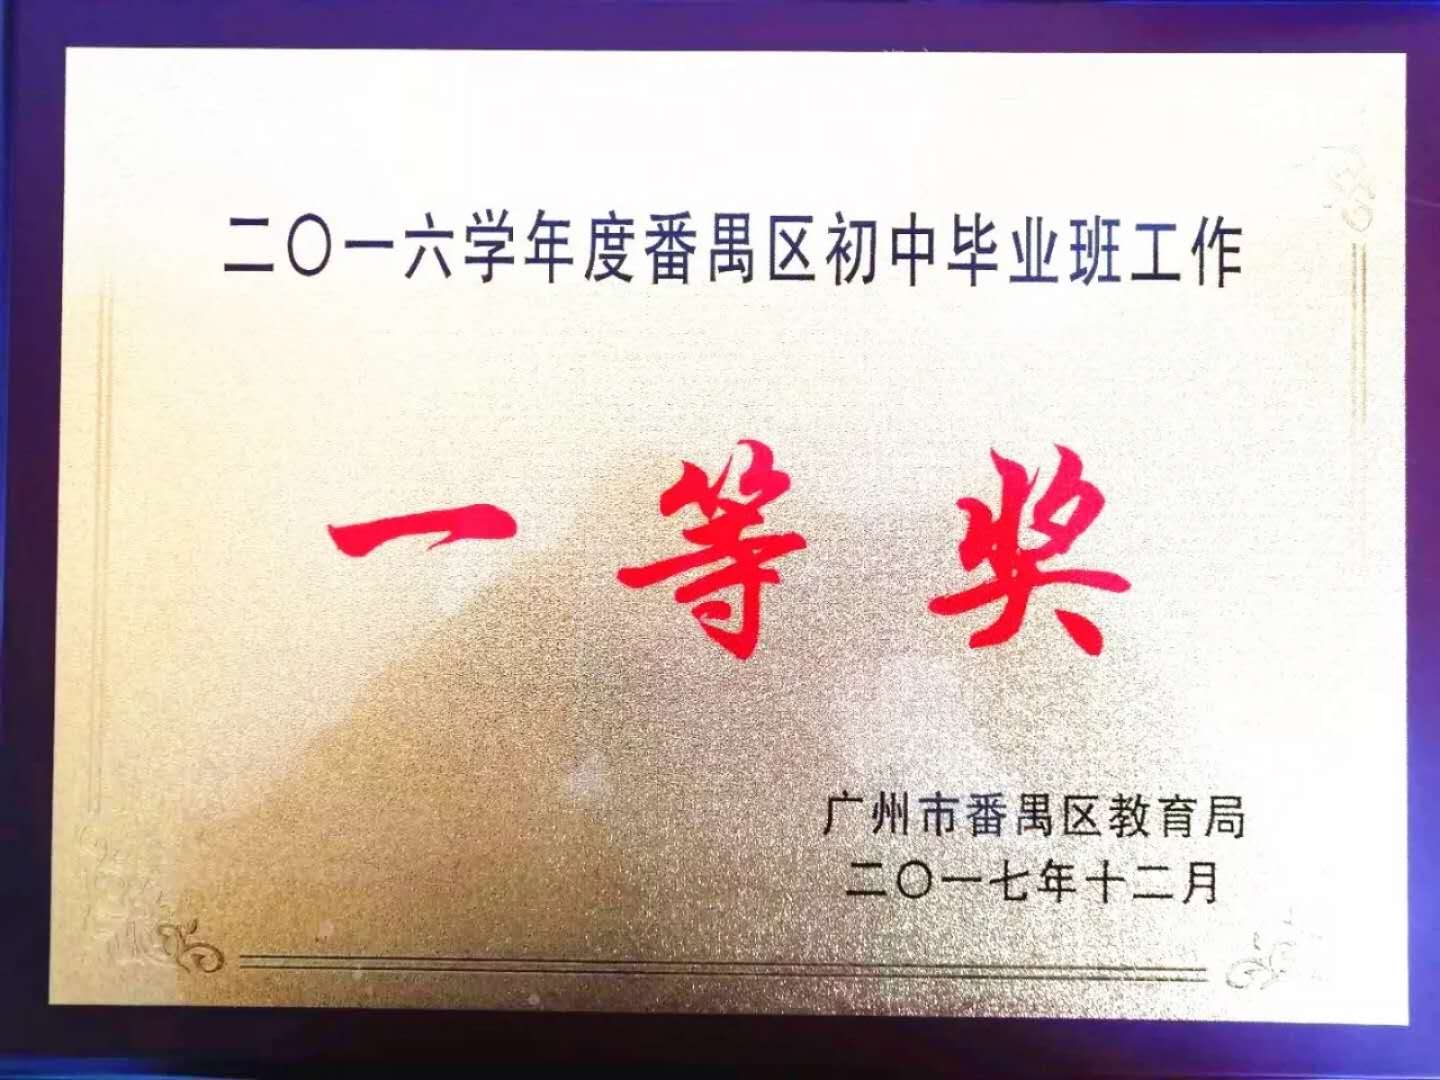 二〇一六学年度番禺区初中毕业班工作
一等奖
广州市番禺区教育局
二〇一七年十二月